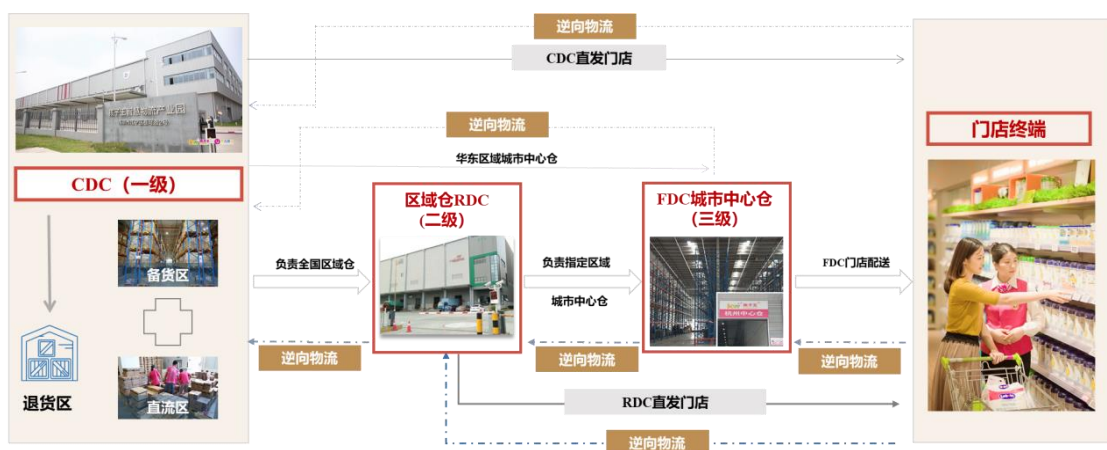 逆向物流
CDC直发门店
逆向物流
华东区域城市中心仓
CDC（一级）
备货区
直流区
退货区
负责全国区域仓
逆向物流
区域仓RDC
(二级)
负责指定区域
城市中心仓
逆向物流
FDC城市中心仓
(三级)
杭州中心仓
FDC门店配送
逆向物流
RDC直发门店
逆向物流
门店终端